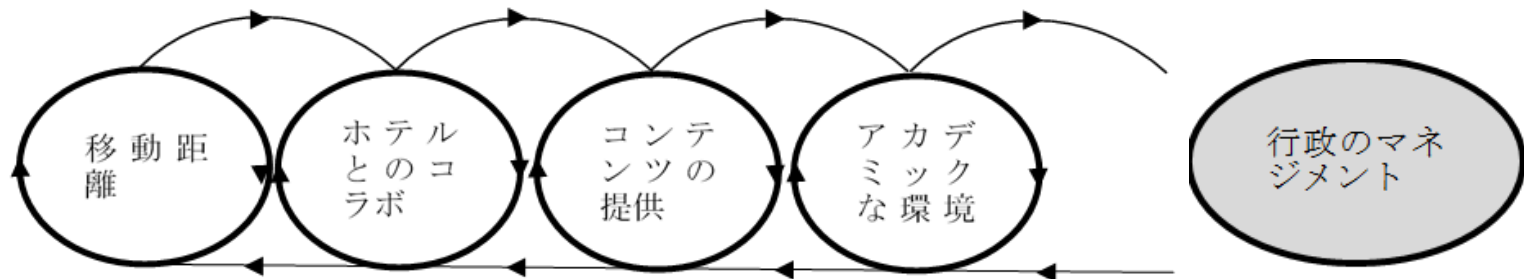 移動距
離
ホテル
とのコ
ラボ
コンテ
ンツの
提供
アカデ
ミック
な環境
行政のマネ
ジメント